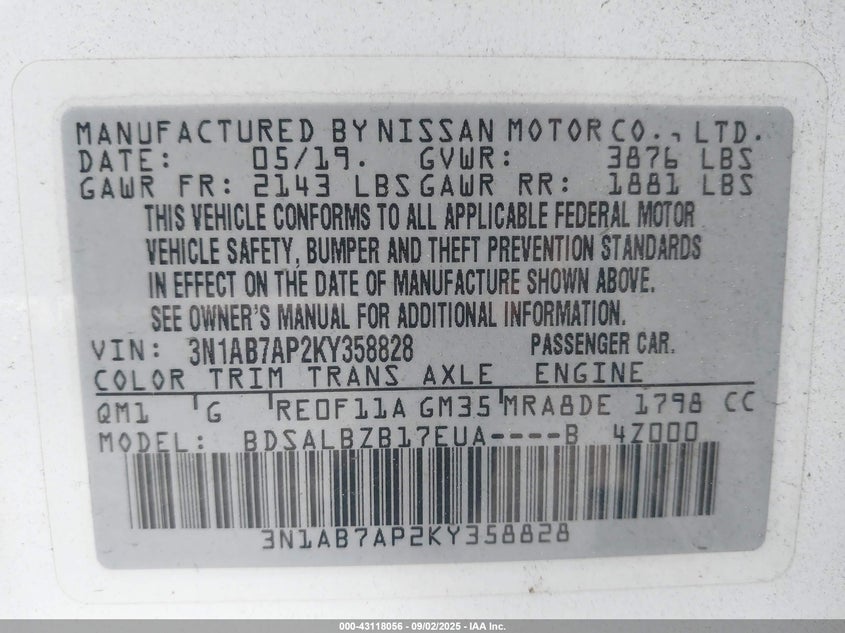 MANUFACTURED BY NISSAN MOTOR CO., LTD.
DATE: 05/19. GVWR: 3876 LBS
GAWR FR: 2143 LBS GAWR RR: 1881 LBS
THIS VEHICLE CONFORMS TO ALL APPLICABLE FEDERAL MOTOR
VEHICLE SAFETY, BUMPER AND THEFT PREVENTION STANDARDS
IN EFFECT ON THE DATE OF MANUFACTURE SHOWN ABOVE.
SEE OWNER'S MANUAL FOR ADDITIONAL INFORMATION.
VIN: 3N1AB7AP2KY358828 PASSENGER CAR.
COLOR TRIM TRANS AXLE ENGINE
QM1 G RE0F11A GM35 MRA8DE 1798 CC
MODEL: BDSALBZB17EUA----B 4Z000
3N1AB7AP2KY358828
000-43118056 - 09/02/2025 - IAA Inc.